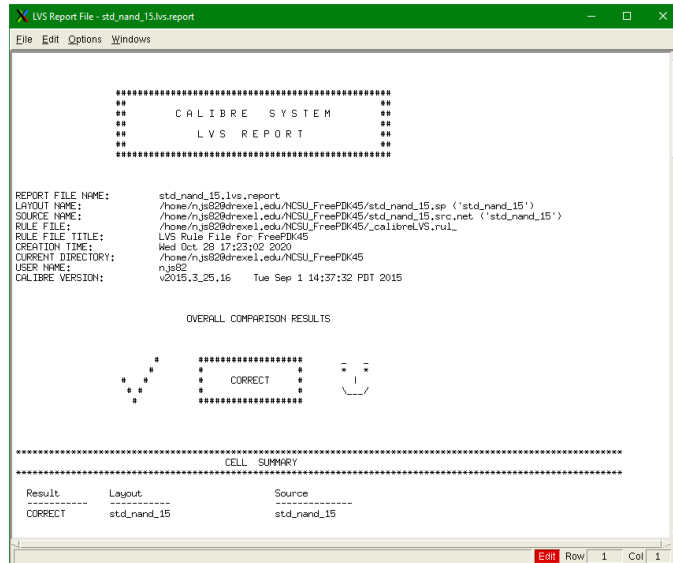 LVS Report File - std_nand_15.lvs.report
File Edit Options Windows
##################################################
## ##
## C A L I B R E   S Y S T E M ##
## ##
## L V S   R E P O R T ##
## ##
##################################################
REPORT FILE NAME: std_nand_15.lvs.report
LAYOUT NAME: /home/njs82@drexel.edu/NCSU_FreePDK45/std_nand_15.sp ('std_nand_15')
SOURCE NAME: /home/njs82@drexel.edu/NCSU_FreePDK45/std_nand_15.src.net ('std_nand_15')
RULE FILE: /home/njs82@drexel.edu/NCSU_FreePDK45/_calibreLVS.rul_
RULE FILE TITLE: LVS Rule File for FreePDK45
CREATION TIME: Wed Oct 28 17:23:02 2020
CURRENT DIRECTORY: /home/njs82@drexel.edu/NCSU_FreePDK45
USER NAME: njs82
CALIBRE VERSION: v2015.3_25.16 Tue Sep 1 14:37:32 PDT 2015
OVERALL COMPARISON RESULTS
# ################### _ _
# # # * *
# # # CORRECT # |
# # # # \___/
# ###################
**************************************************************************************************************
CELL SUMMARY
**************************************************************************************************************
Result Layout Source
----------- ----------- --------------
CORRECT std_nand_15 std_nand_15
Edit Row 1 Col 1